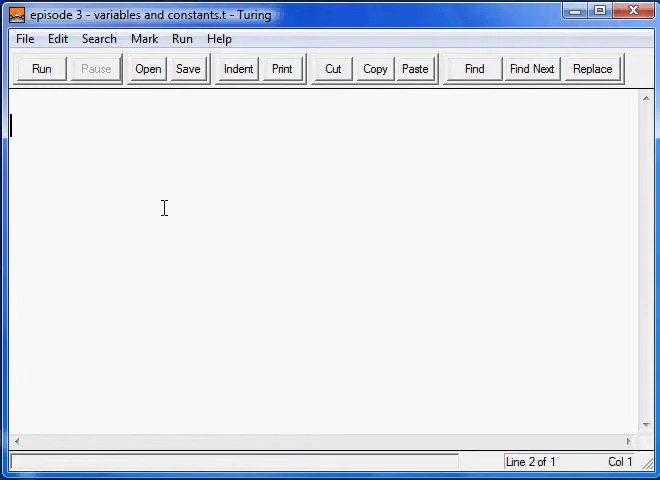 episode 3 - variables and constants.t - Turing
File Edit Search Mark Run Help
Run Pause Open Save Indent Print Cut Copy Paste Find Find Next Replace
Line 2 of 1 Col 1